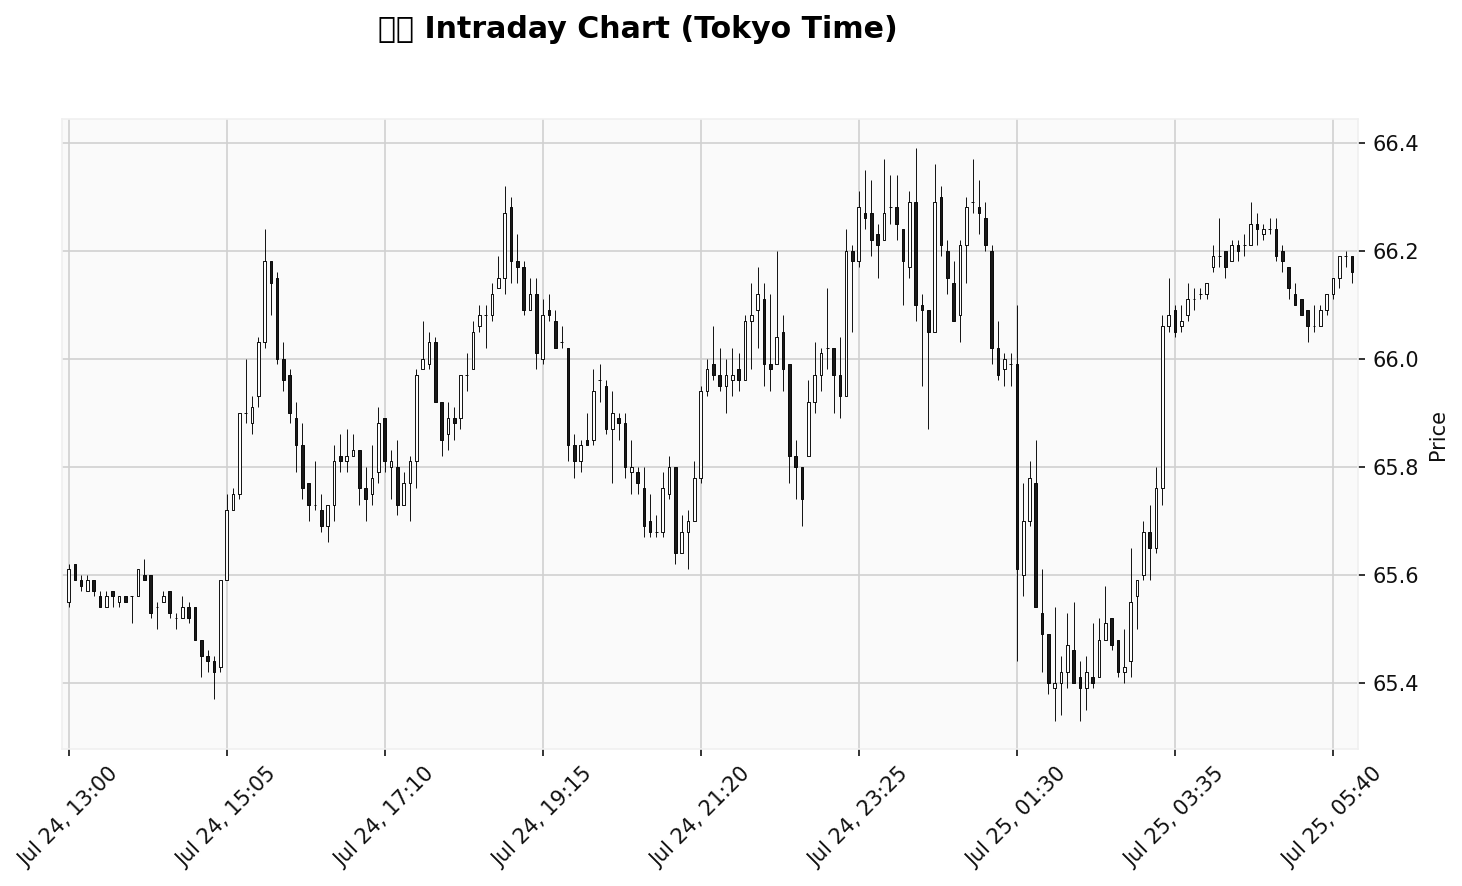 Intraday Chart (Tokyo Time)
66.4
66.2
66.0
65.8
65.6
65.4
Price
Jul 24, 13:00
Jul 24, 15:05
Jul 24, 17:10
Jul 24, 19:15
Jul 24, 21:20
Jul 24, 23:25
Jul 25, 01:30
Jul 25, 03:35
Jul 25, 05:40